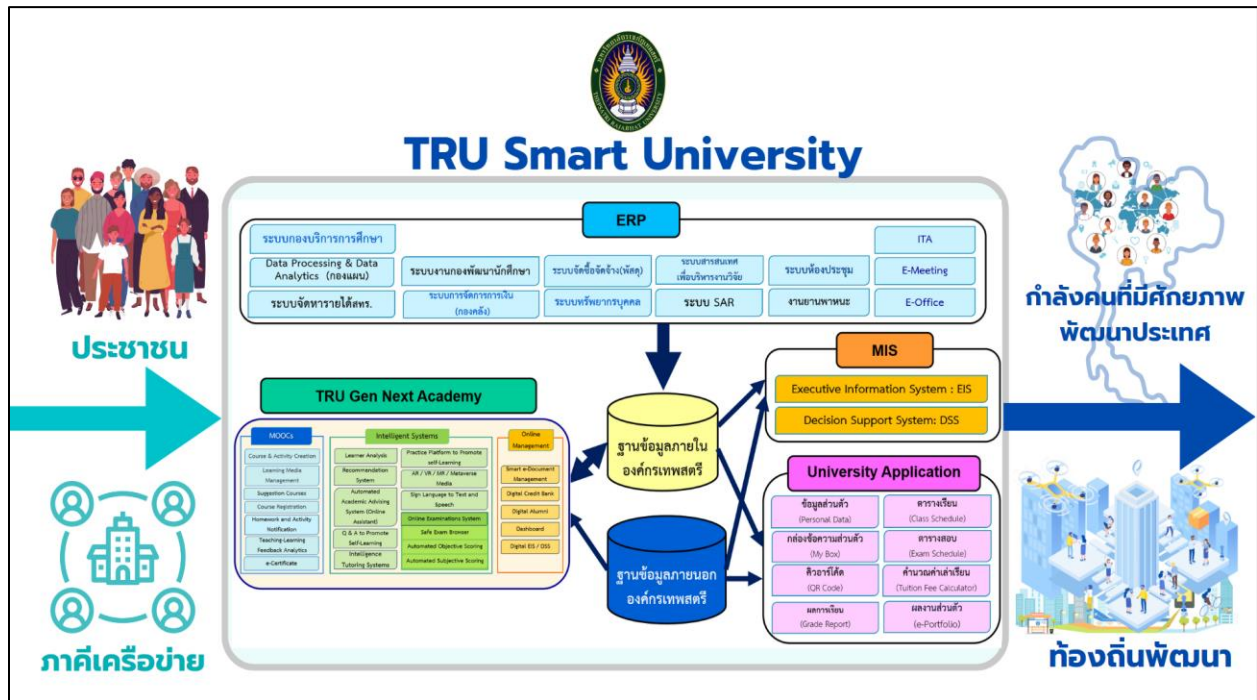 มหาวิทยาลัยราชภัฏเทพสตรี
THEPSATRI RAJABHAT UNIVERSITY
TRU Smart University
ประชาชน
ภาคีเครือข่าย
ERP
ระบบกองบริการการศึกษา
ITA
Data Processing & Data
Analytics (กองแผน)
ระบบงานกองพัฒนานักศึกษา
ระบบจัดซื้อจัดจ้าง(พัสดุ)
ระบบสารสนเทศ
เพื่อบริหารงานวิจัย
ระบบห้องประชุม
E-Meeting
ระบบจัดหารายได้สทร.
ระบบการจัดการการเงิน
(กองคลัง)
ระบบทรัพยากรบุคคล
ระบบ SAR
งานยานพาหนะ
E-Office
TRU Gen Next Academy
MOOCs
Course & Activity Creation
Learning Media
Management
Suggestion Courses
Course Registration
Homework and Activity
Notification
Teaching-Learning
Feedback Analytics
e-Certificate
Intelligent Systems
Learner Analysis
Recommendation
System
Automated
Academic Advising
System (Online
Assistant)
Q & A to Promote
Self-Learning
Intelligence
Tutoring Systems
Practice Platform to Promote
self-Learning
AR / VR / MR / Metaverse
Media
Sign Language to Text and
Speech
Online Examinations System
Safe Exam Browser
Automated Objective Scoring
Automated Subjective Scoring
Online
Management
Smart e-Document
Management
Digital Credit Bank
Digital Alumni
Dashboard
Digital EIS / DSS
ฐานข้อมูลภายใน
องค์กรเทพสตรี
ฐานข้อมูลภายนอก
องค์กรเทพสตรี
MIS
Executive Information System : EIS
Decision Support System: DSS
University Application
ข้อมูลส่วนตัว
(Personal Data)
ตารางเรียน
(Class Schedule)
กล่องข้อความส่วนตัว
(My Box)
ตารางสอบ
(Exam Schedule)
คิวอาร์โค้ด
(QR Code)
คำนวณค่าเล่าเรียน
(Tuition Fee Calculator)
ผลการเรียน
(Grade Report)
ผลงานส่วนตัว
(e-Portfolio)
กำลังคนที่มีศักยภาพ
พัฒนาประเทศ
ท้องถิ่นพัฒนา